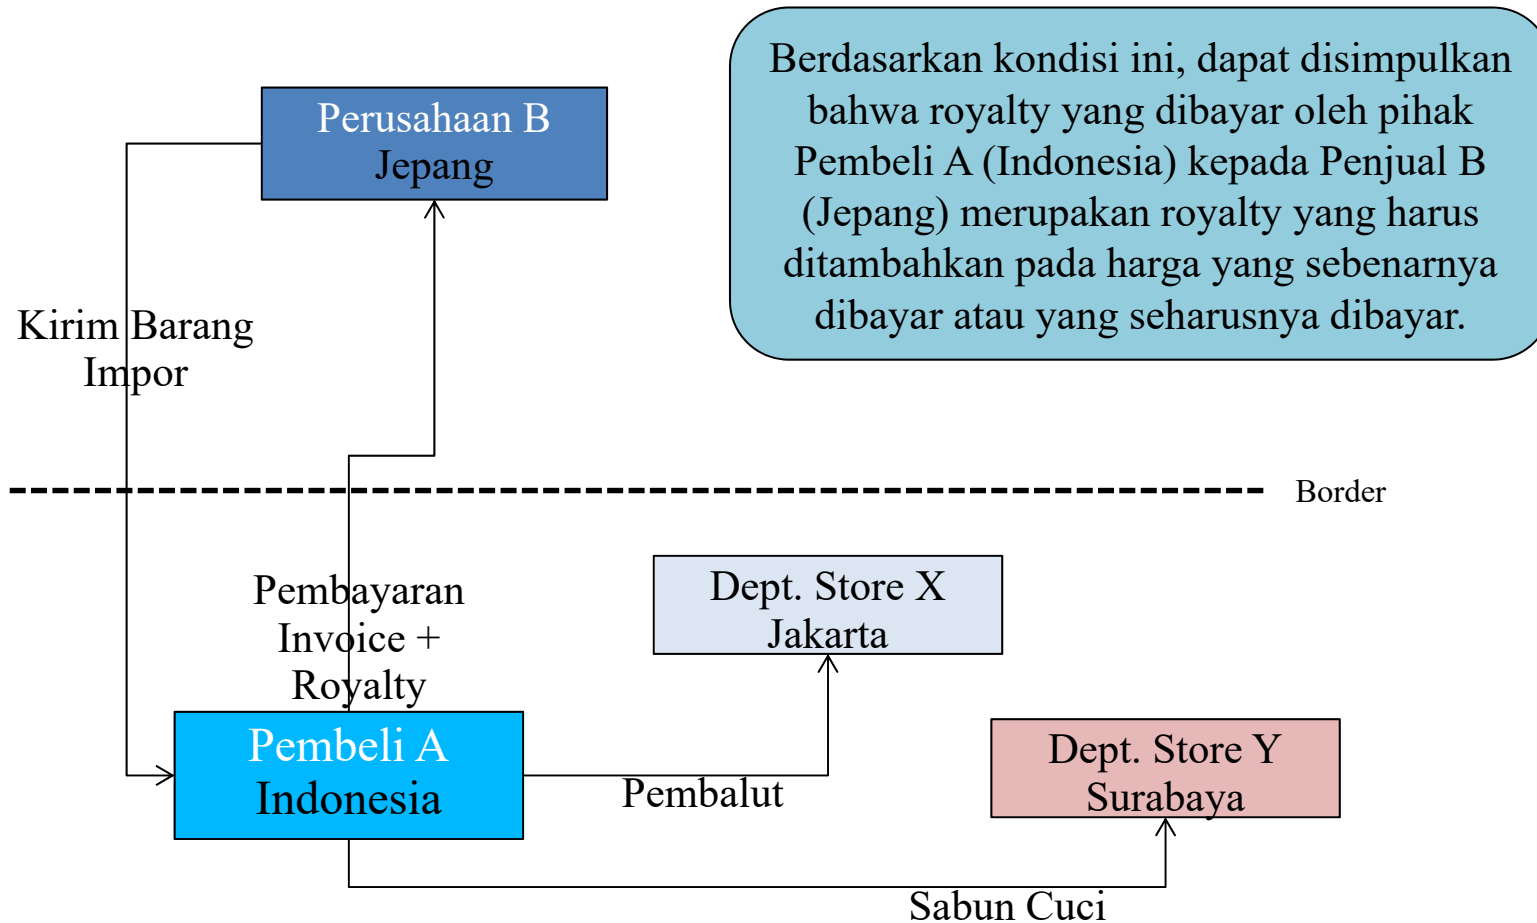 Berdasarkan kondisi ini, dapat disimpulkan
bahwa royalty yang dibayar oleh pihak
Pembeli A (Indonesia) kepada Penjual B
(Jepang) merupakan royalty yang harus
ditambahkan pada harga yang sebenarnya
dibayar atau yang seharusnya dibayar.
Perusahaan B
Jepang
Kirim Barang
Impor
Border
Pembayaran
Invoice +
Royalty
Dept. Store X
Jakarta
Pembeli A
Indonesia
Pembalut
Dept. Store Y
Surabaya
Sabun Cuci